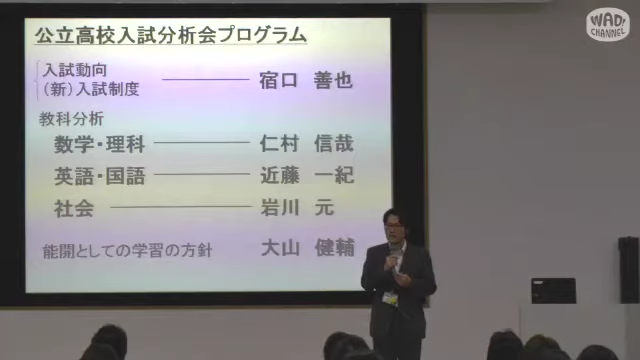 公立高校入試分析会プログラム
入試動向
(新)入試制度 宿口 善也
教科分析
数学・理科 仁村 信哉
英語・国語 近藤 一紀
社会 岩川 元
能開としての学習の方針 大山 健輔
WAO! CHANNEL